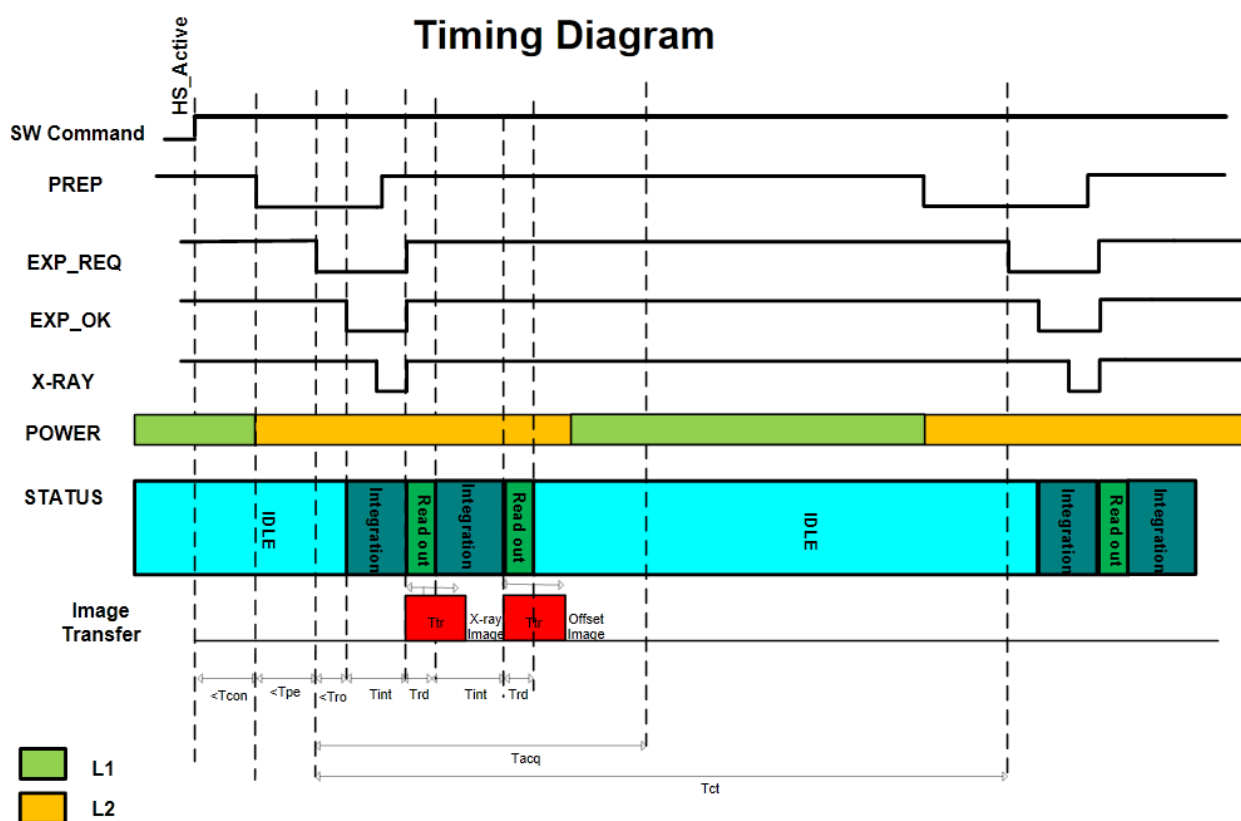 Timing Diagram
HS_Active
SW Command
PREP
EXP_REQ
EXP_OK
X-RAY
POWER
STATUS
IDLE
Integration
Read out
Integration
Read out
IDLE
Integration
Read out
Integration
Image
Transfer
Ttr
X-ray
Image
Ttr
Offset
Image
<Tcon
<Tpe
<Tro
Tint
Trd
Tint
Trd
Tacq
Tct
L1
L2